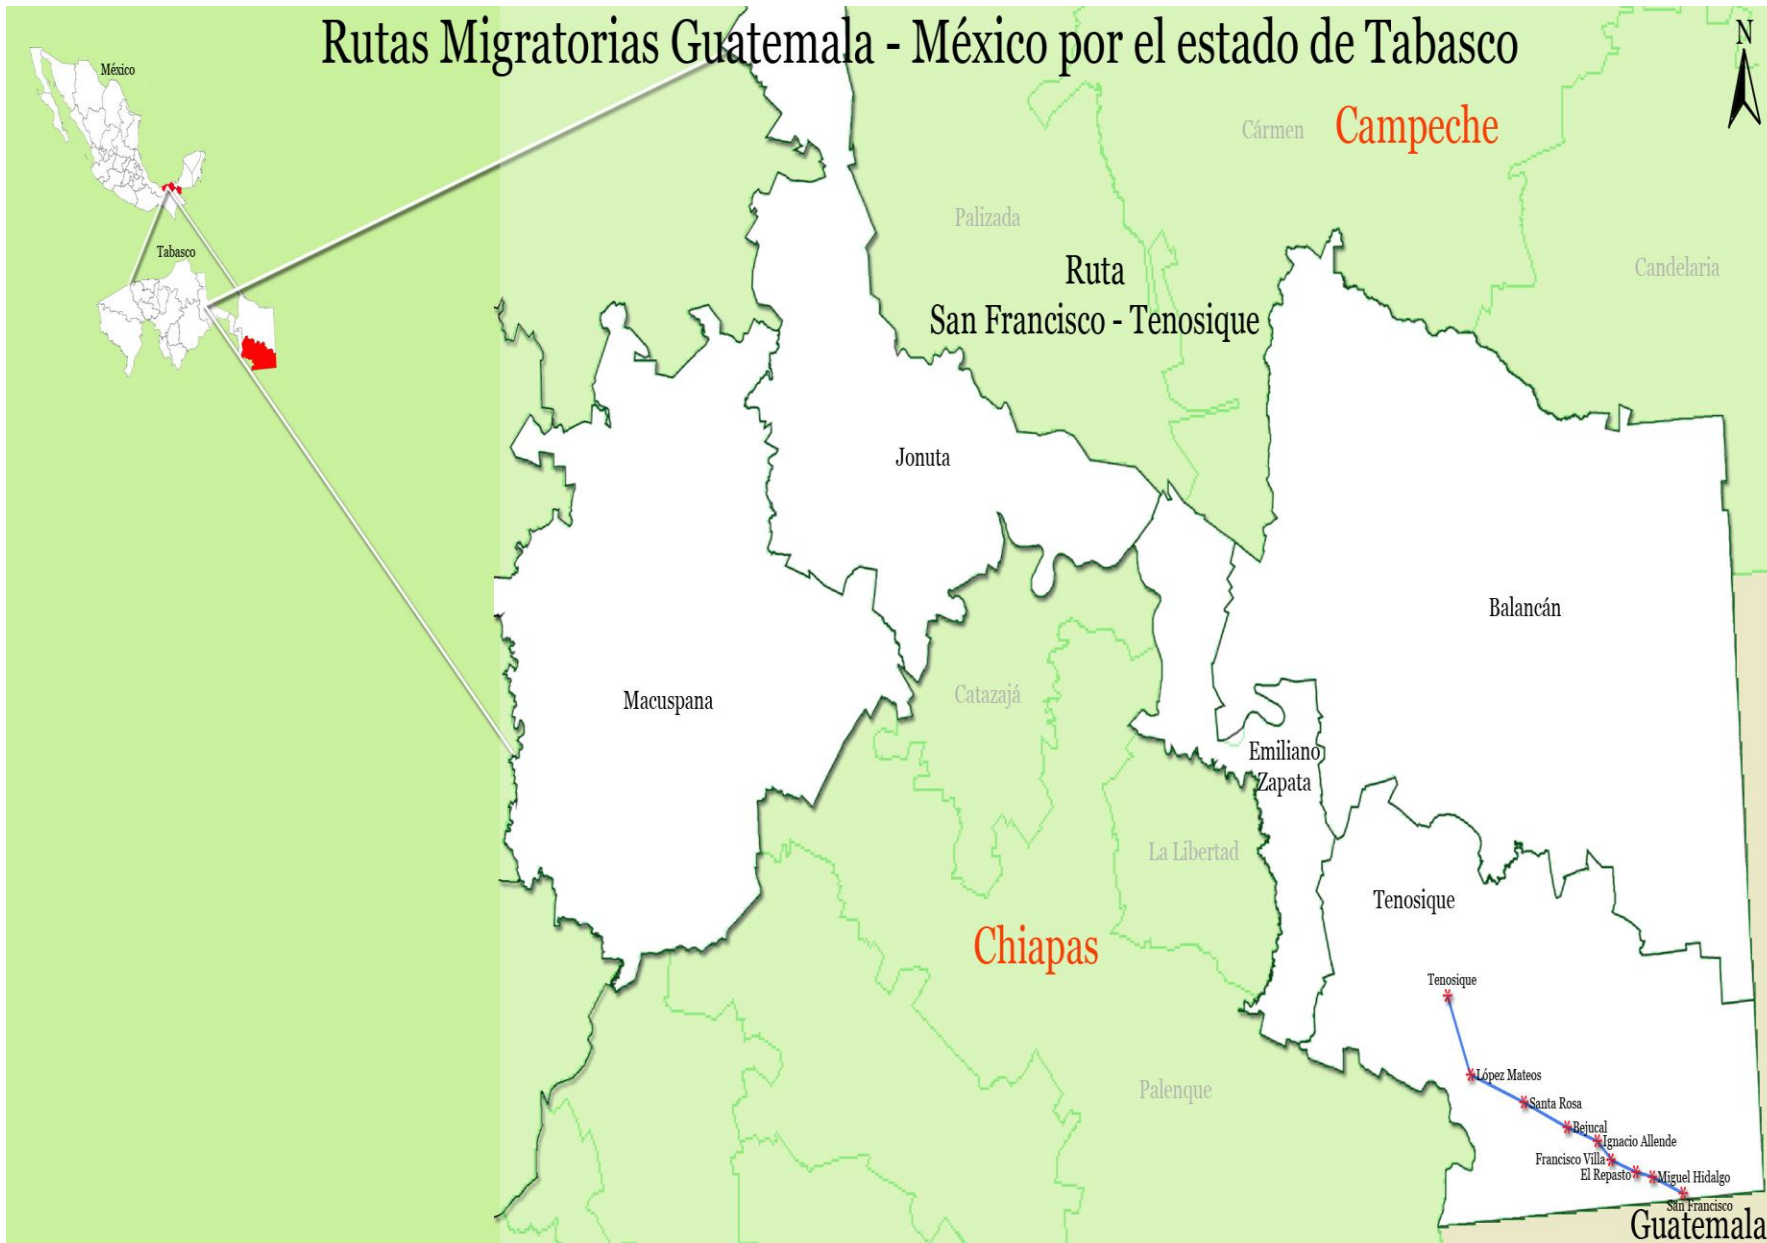 Rutas Migratorias Guatemala - México por el estado de Tabasco
N
México
Cármen
Campeche
Palizada
Tabasco
Ruta
San Francisco - Tenosique
Candelaria
Jonuta
Balancán
Catazajá
Macuspana
Emiliano
Zapata
La Libertad
Tenosique
Chiapas
Tenosique
López Mateos
Palenque
Santa Rosa
Bejucal
Ignacio Allende
Francisco Villa
El Repasto
Miguel Hidalgo
San Francisco
Guatemala